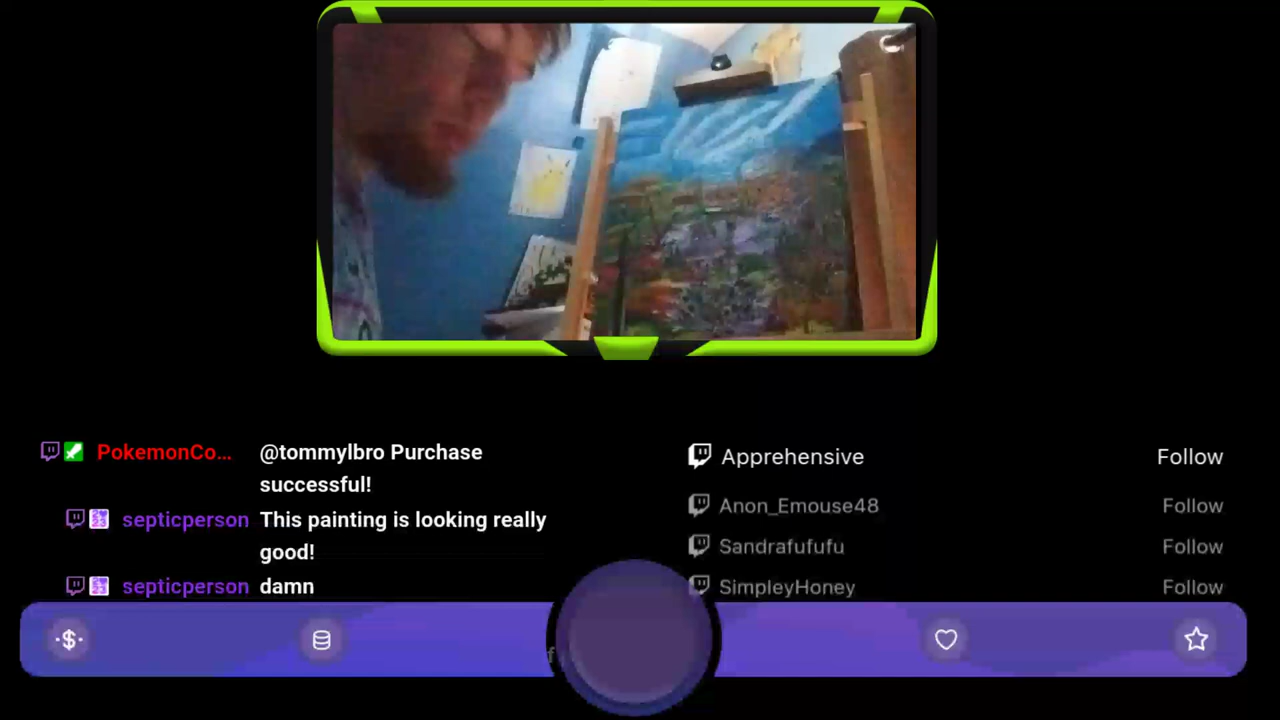 PokemonCo... @tommylbro Purchase
successful!
septicperson This painting is looking really
good!
septicperson damn
Apprehensive Follow
Anon_Emouse48 Follow
Sandrafufufu Follow
SimpleyHoney Follow
f